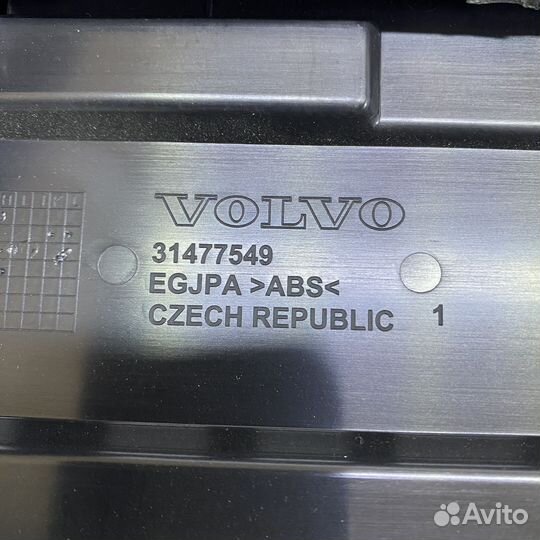 VOLVO
31477549
EGJPA >ABS<
CZECH REPUBLIC 1
Avito